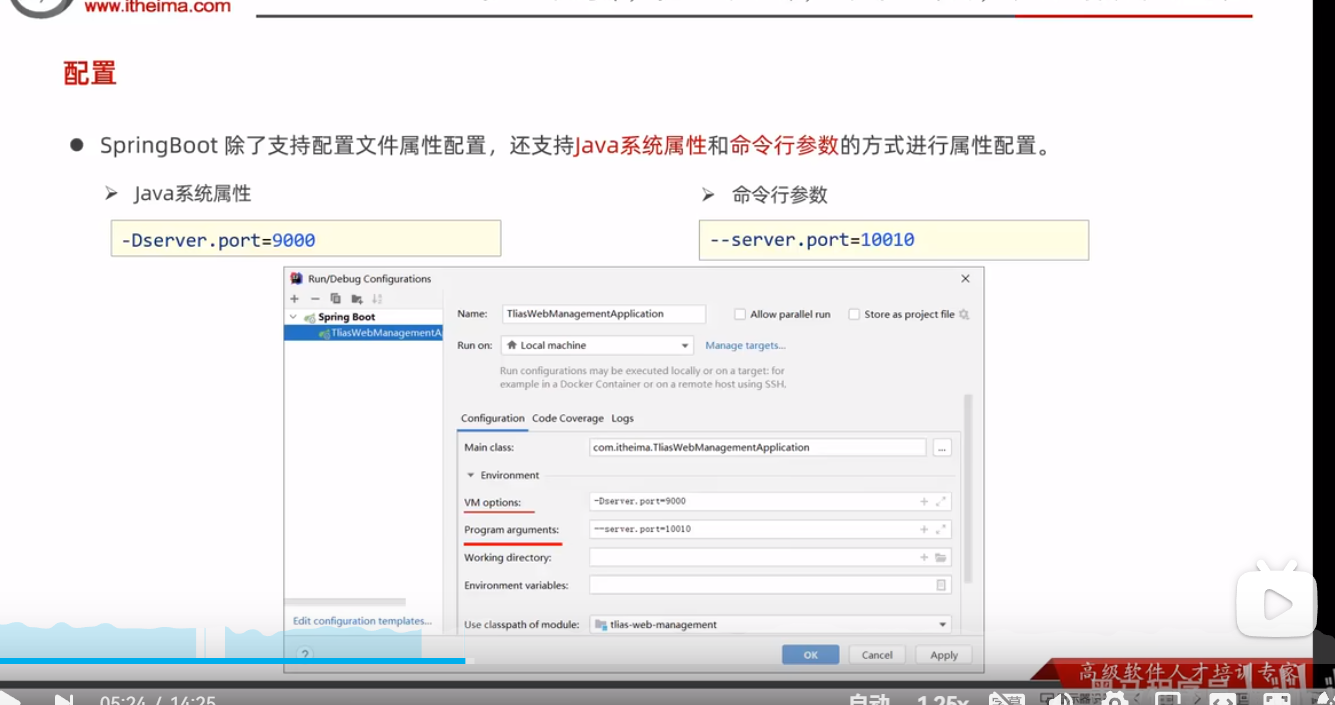 www.itheima.com
配置
SpringBoot 除了支持配置文件属性配置，还支持Java系统属性和命令行参数的方式进行属性配置。
Java系统属性
-Dserver.port=9000
命令行参数
--server.port=10010
Run/Debug Configurations
Spring Boot
TliasWebManagementA
Name: TliasWebManagementApplication
Allow parallel run
Store as project file
Run on: Local machine
Manage targets...
Run configurations may be executed locally or on a target: for
example in a Docker Container or on a remote host using SSH.
Configuration Code Coverage Logs
Main class: com.itheima.TliasWebManagementApplication
...
Environment
VM options: -Dserver.port=9000
Program arguments: --server.port=10010
Working directory:
Environment variables:
Use classpath of module: tlias-web-management
Edit configuration templates...
?
OK Cancel Apply
高级软件人才培训专家
05:24 / 14:25
自动 1.25x